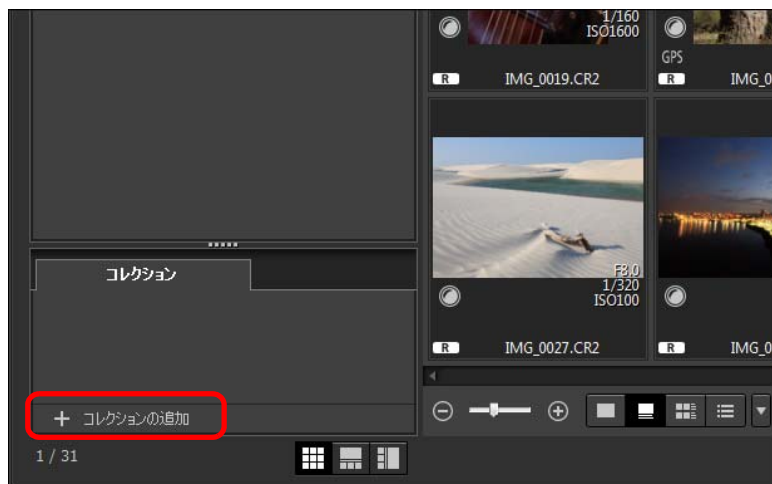 1/160
ISO1600
GPS
R IMG_0019.CR2
R IMG_0
コレクション
F8.0
1/320
ISO100
R IMG_0027.CR2
R IMG_0
+ コレクションの追加
1 / 31